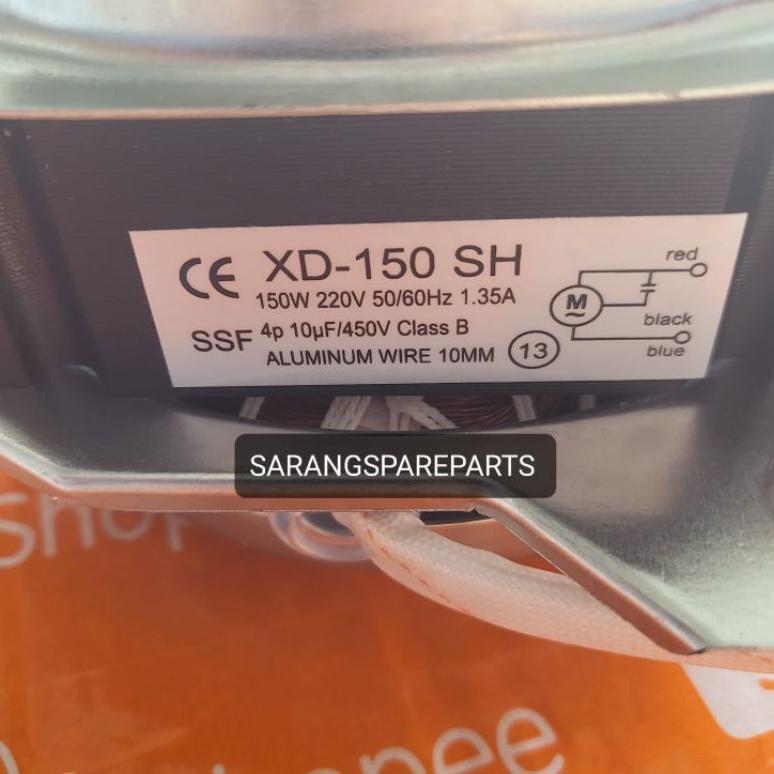 CE XD-150 SH
150W 220V 50/60Hz 1.35A
SSF 4p 10µF/450V Class B
ALUMINUM WIRE 10MM 13
red
M
~
black
blue
SARANGSPAREPARTS
shop